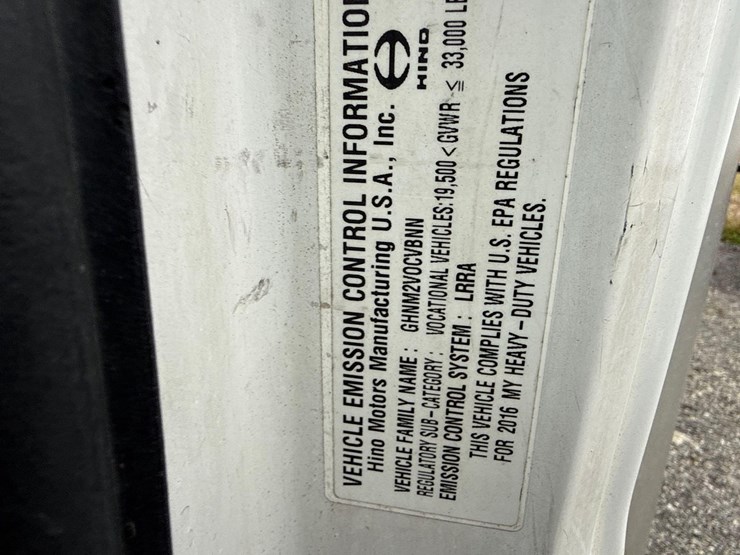 VEHICLE EMISSION CONTROL INFORMATIO
Hino Motors Manufacturing U.S.A., Inc. HINO
VEHICLE FAMILY NAME : GHNM2VOCVBNN
REGULATORY SUB-CATEGORY : VOCATIONAL VEHICLES:19,500 < GVWR ≤ 33,000 LB
EMISSION CONTROL SYSTEM : LRRA
THIS VEHICLE COMPLIES WITH U.S. EPA REGULATIONS
FOR 2016 MY HEAVY-DUTY VEHICLES.